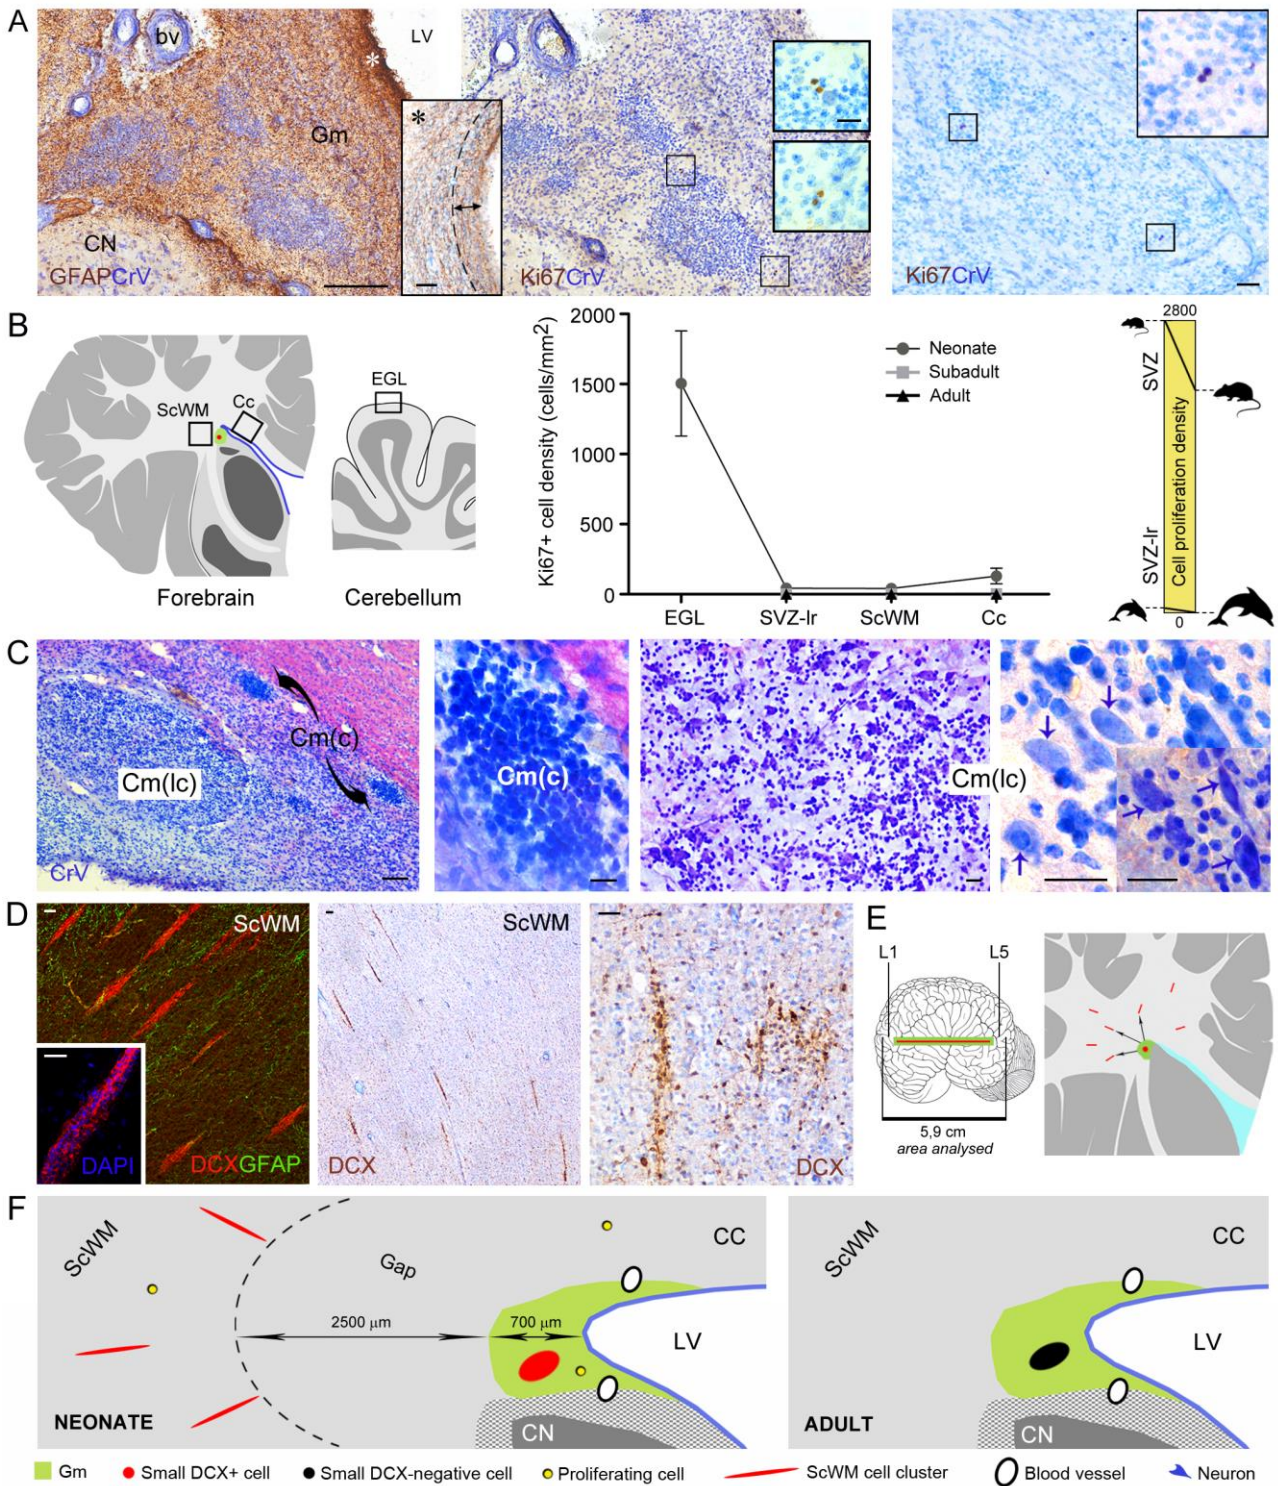 A
bv
LV
*
Gm
*
CN
GFAPCrV
Ki67CrV
Ki67CrV
B
EGL
Cc
ScWM
Forebrain
Cerebellum
Ki67+ cell density (cells/mm2)
2000
1500
1000
500
0
EGL
SVZ-lr
ScWM
Cc
Neonate
Subadult
Adult
2800
SVZ
SVZ-lr
Cell proliferation density
0
C
Cm(lc)
Cm(c)
CrV
Cm(c)
Cm(lc)
D
ScWM
DAPI
DCXGFAP
ScWM
DCX
DCX
E
L1
L5
5,9 cm
area analysed
F
ScWM
Gap
CC
2500 μm
700 μm
LV
NEONATE
CN
ScWM
CC
LV
ADULT
CN
Gm
Small DCX+ cell
Small DCX-negative cell
Proliferating cell
ScWM cell cluster
Blood vessel
Neuron